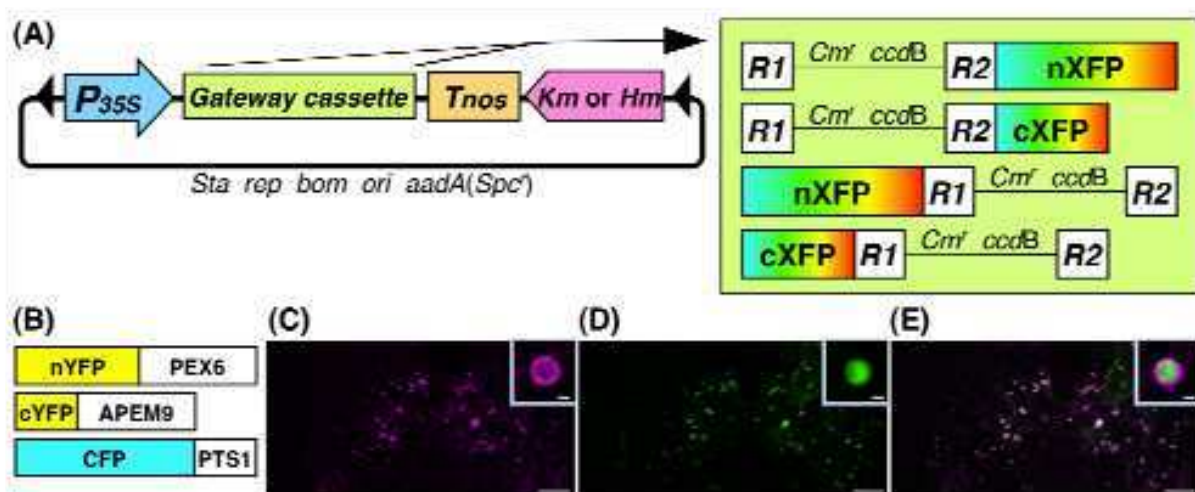 (A)
P35S
Gateway cassette
Tnos
Km or Hm
Sta rep bom ori aadA(Spcr)
R1 Cmr ccdB R2 nXFP
R1 Cmr ccdB R2 cXFP
nXFP R1 Cmr ccdB R2
cXFP R1 Cmr ccdB R2
(B)
nYFP PEX6
cYFP APEM9
CFP PTS1
(C)
(D)
(E)